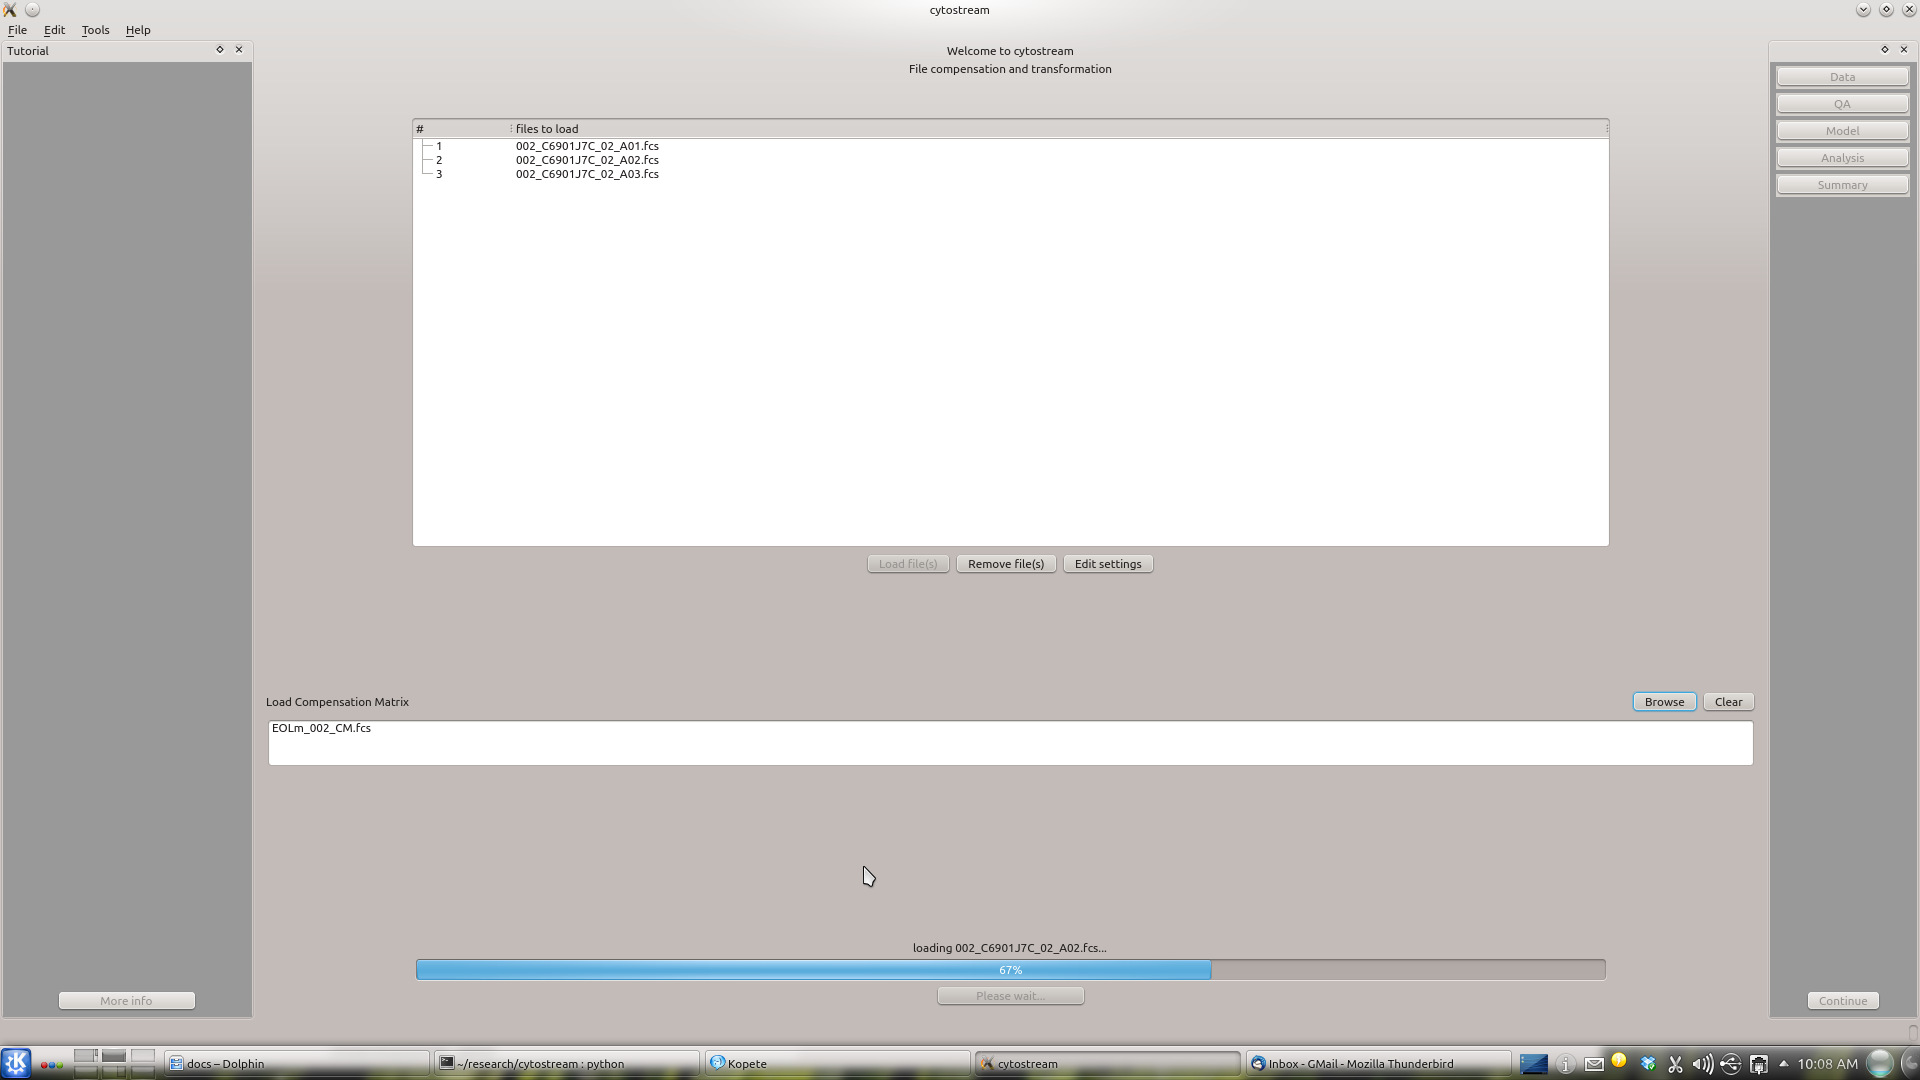 cytostream
File Edit Tools Help
Tutorial
Welcome to cytostream
File compensation and transformation
# files to load
1 002_C6901J7C_02_A01.fcs
2 002_C6901J7C_02_A02.fcs
3 002_C6901J7C_02_A03.fcs
Load file(s) Remove file(s) Edit settings
Data
QA
Model
Analysis
Summary
Load Compensation Matrix
Browse Clear
EOLm_002_CM.fcs
loading 002_C6901J7C_02_A02.fcs...
67%
Please wait...
More info
Continue
docs – Dolphin
~/research/cytostream : python
Kopete
cytostream
Inbox - GMail - Mozilla Thunderbird
10:08 AM